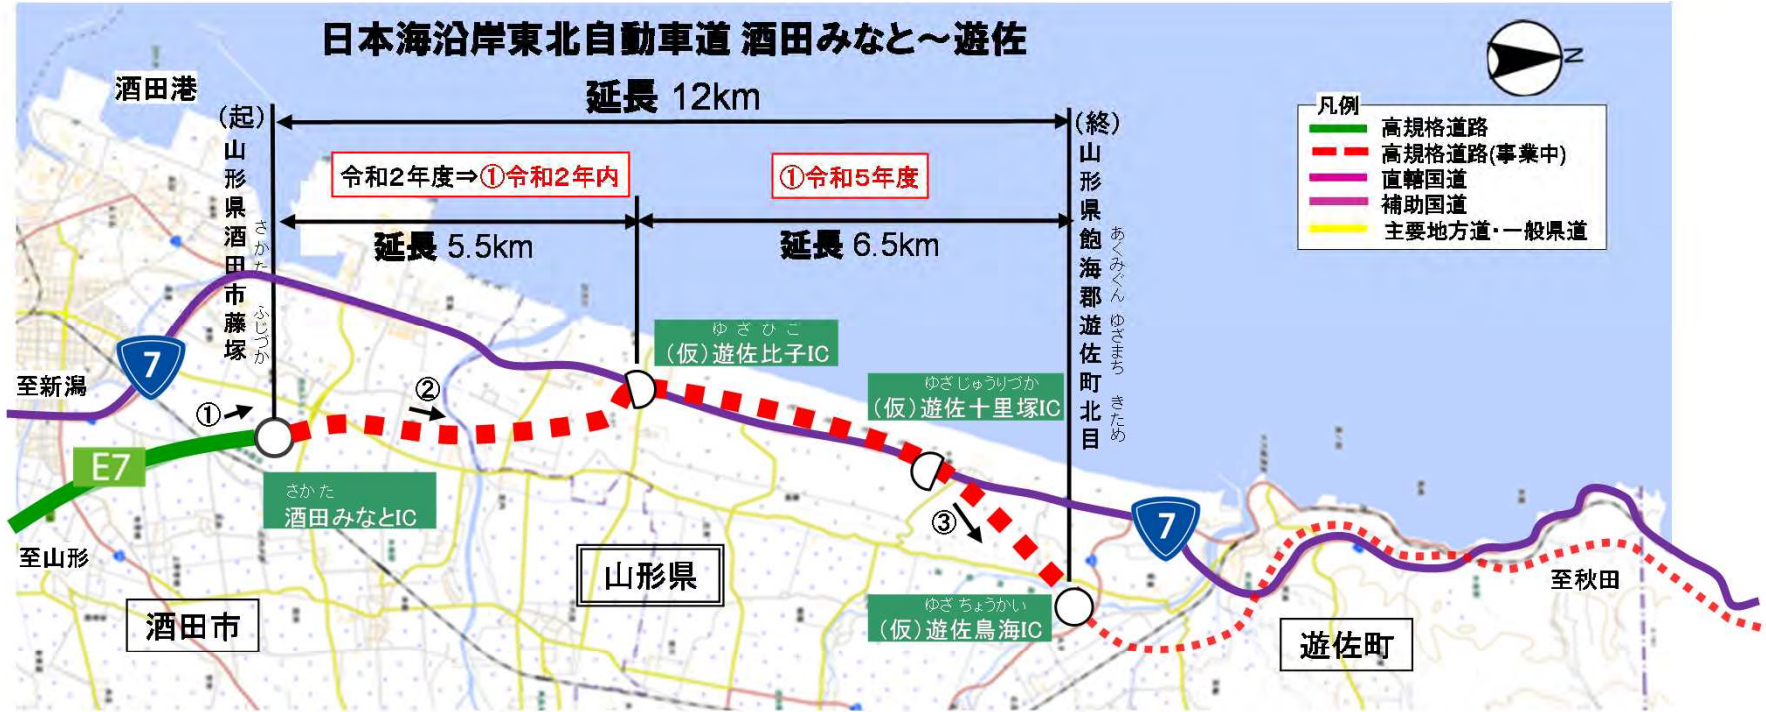 日本海沿岸東北自動車道 酒田みなと～遊佐
延長 12km
酒田港
(起)
山形県酒田市藤塚
さかた ふじづか
(終)
山形県飽海郡遊佐町北目
あくみぐん ゆざまち きため
令和2年度⇒①令和2年内
①令和5年度
延長 5.5km
延長 6.5km
N
凡例
高規格道路
高規格道路(事業中)
直轄国道
補助国道
主要地方道・一般県道
7
至新潟
E7
至山形
①
②
③
さかた
酒田みなとIC
ゆざひこ
(仮)遊佐比子IC
ゆざじゅうりづか
(仮)遊佐十里塚IC
ゆざちょうかい
(仮)遊佐鳥海IC
7
至秋田
酒田市
山形県
遊佐町